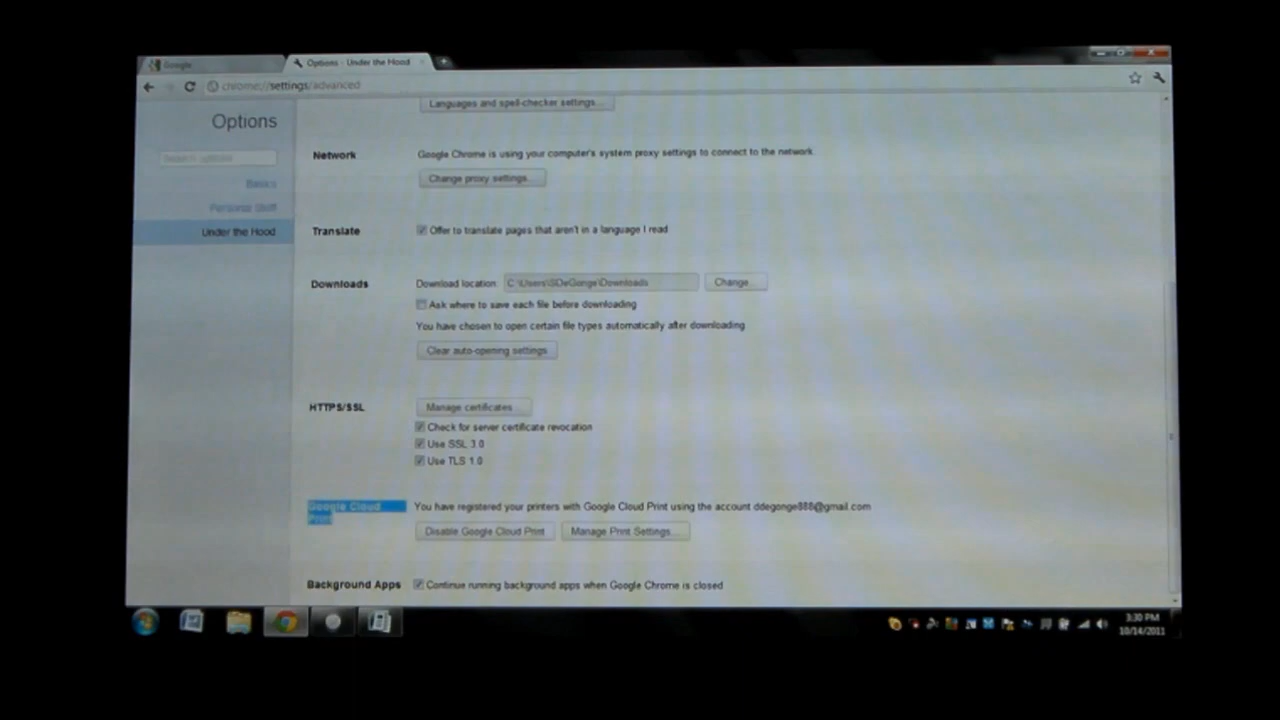 Google
Options - Under the Hood
chrome://settings/advanced
Languages and spell-checker settings...
Options
Search options
Basics
Personal Stuff
Under the Hood
Network
Google Chrome is using your computer's system proxy settings to connect to the network.
Change proxy settings...
Translate
Offer to translate pages that aren't in a language I read
Downloads
Download location:
C:\Users\SDeGonge\Downloads
Change...
Ask where to save each file before downloading
You have chosen to open certain file types automatically after downloading
Clear auto-opening settings
HTTPS/SSL
Manage certificates...
Check for server certificate revocation
Use SSL 3.0
Use TLS 1.0
Google Cloud
Print
You have registered your printers with Google Cloud Print using the account ddegonge888@gmail.com
Disable Google Cloud Print
Manage Print Settings...
Background Apps
Continue running background apps when Google Chrome is closed
3:30 PM
10/14/2011